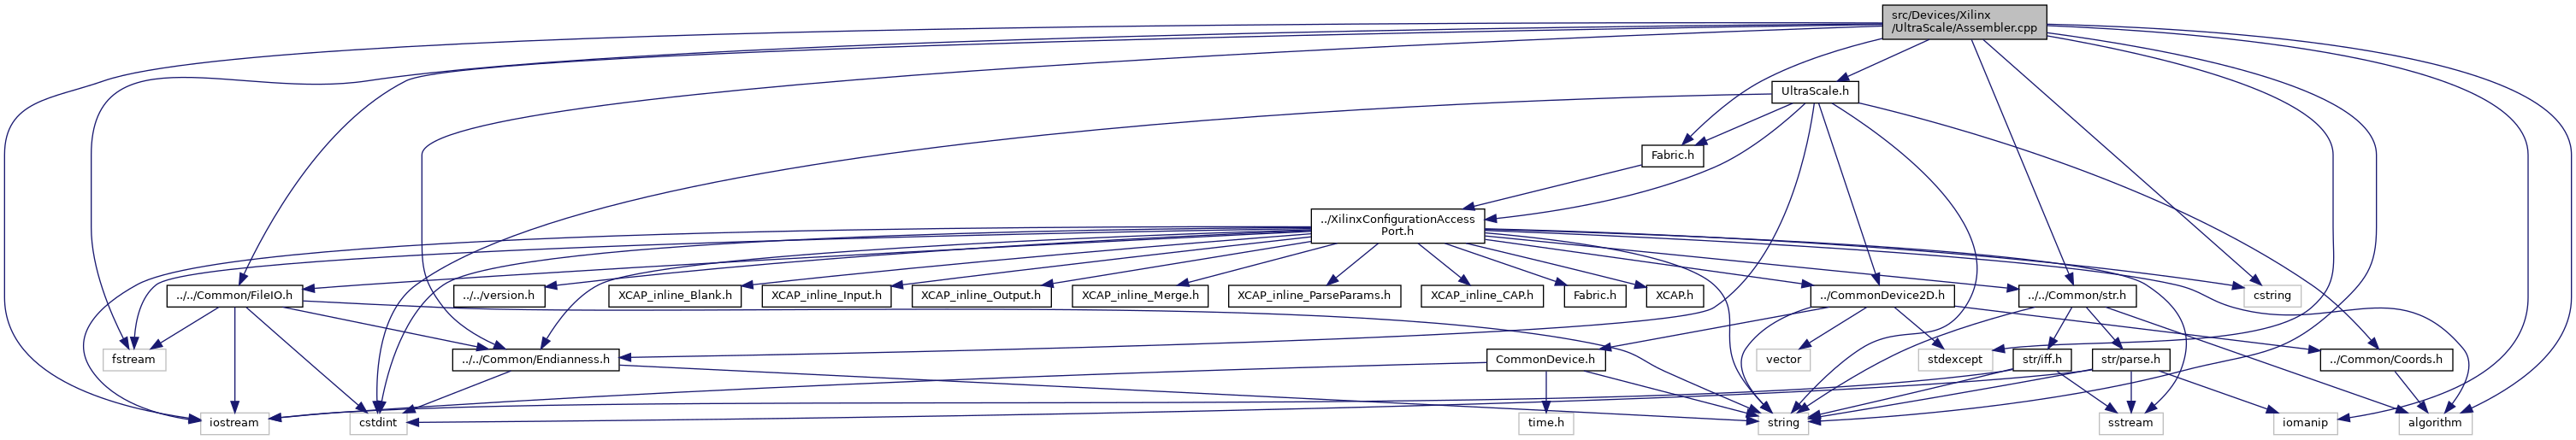 src/Devices/Xilinx
/UltraScale/Assembler.cpp
UltraScale.h
Fabric.h
../XilinxConfigurationAccess
Port.h
../../Common/FileIO.h
../../version.h
XCAP_inline_Blank.h
XCAP_inline_Input.h
XCAP_inline_Output.h
XCAP_inline_Merge.h
XCAP_inline_ParseParams.h
XCAP_inline_CAP.h
Fabric.h
XCAP.h
../CommonDevice2D.h
../../Common/str.h
cstring
fstream
../../Common/Endianness.h
CommonDevice.h
vector
stdexcept
str/iff.h
str/parse.h
../Common/Coords.h
iostream
cstdint
time.h
string
sstream
iomanip
algorithm